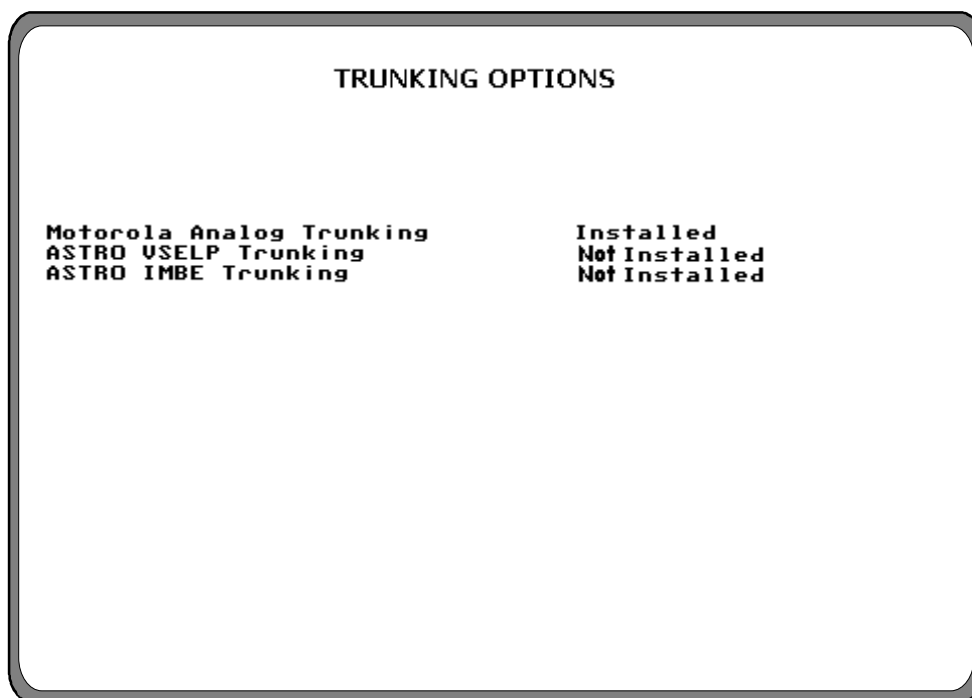 TRUNKING OPTIONS
Motorola Analog Trunking Installed
ASTRO VSELP Trunking Not Installed
ASTRO IMBE Trunking Not Installed